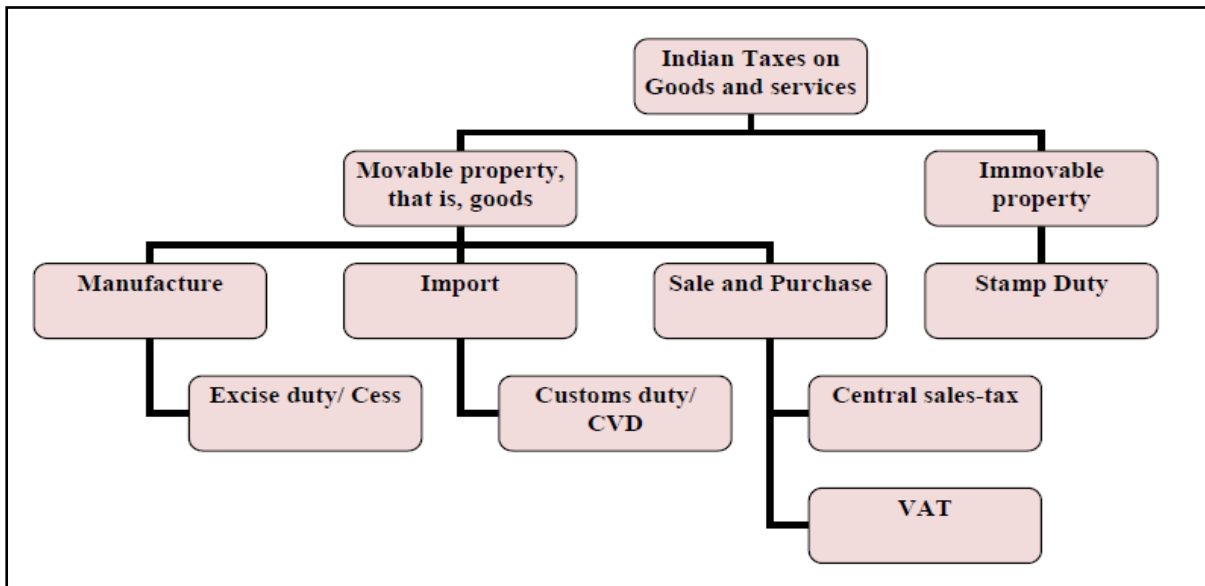 Indian Taxes on
Goods and services
Movable property,
that is, goods
Immovable
property
Manufacture
Import
Sale and Purchase
Stamp Duty
Excise duty/ Cess
Customs duty/
CVD
Central sales-tax
VAT